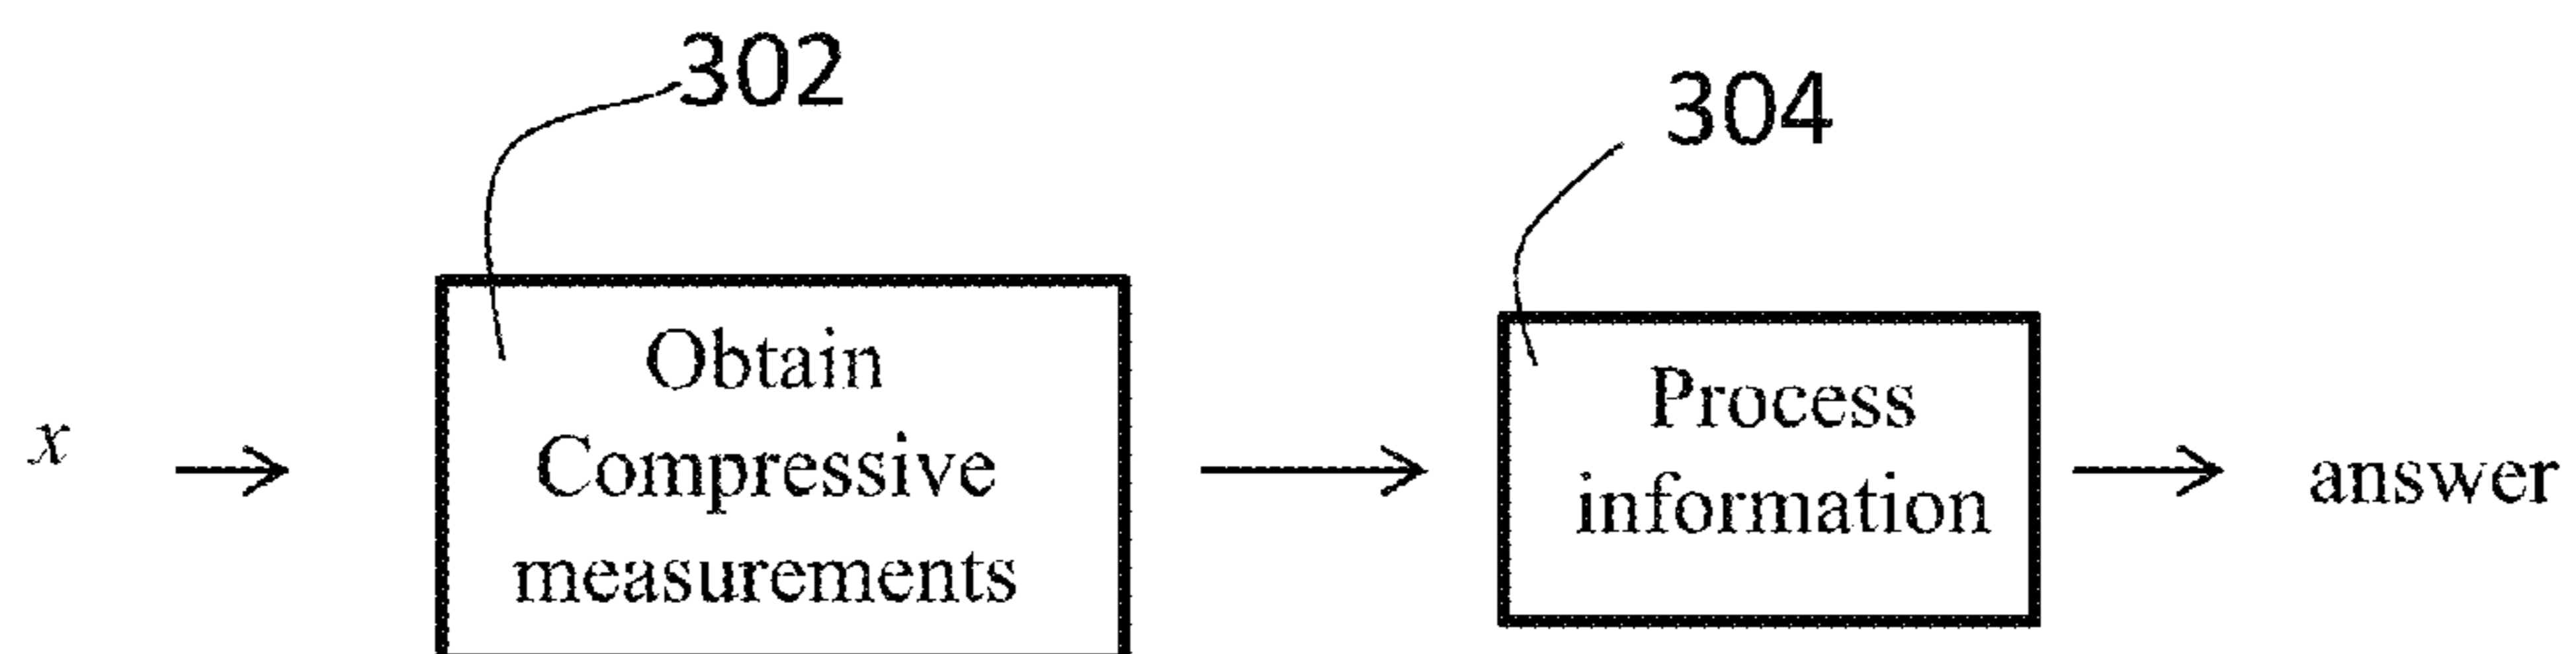 302
304
x
Obtain
Compressive
measurements
Process
information
answer